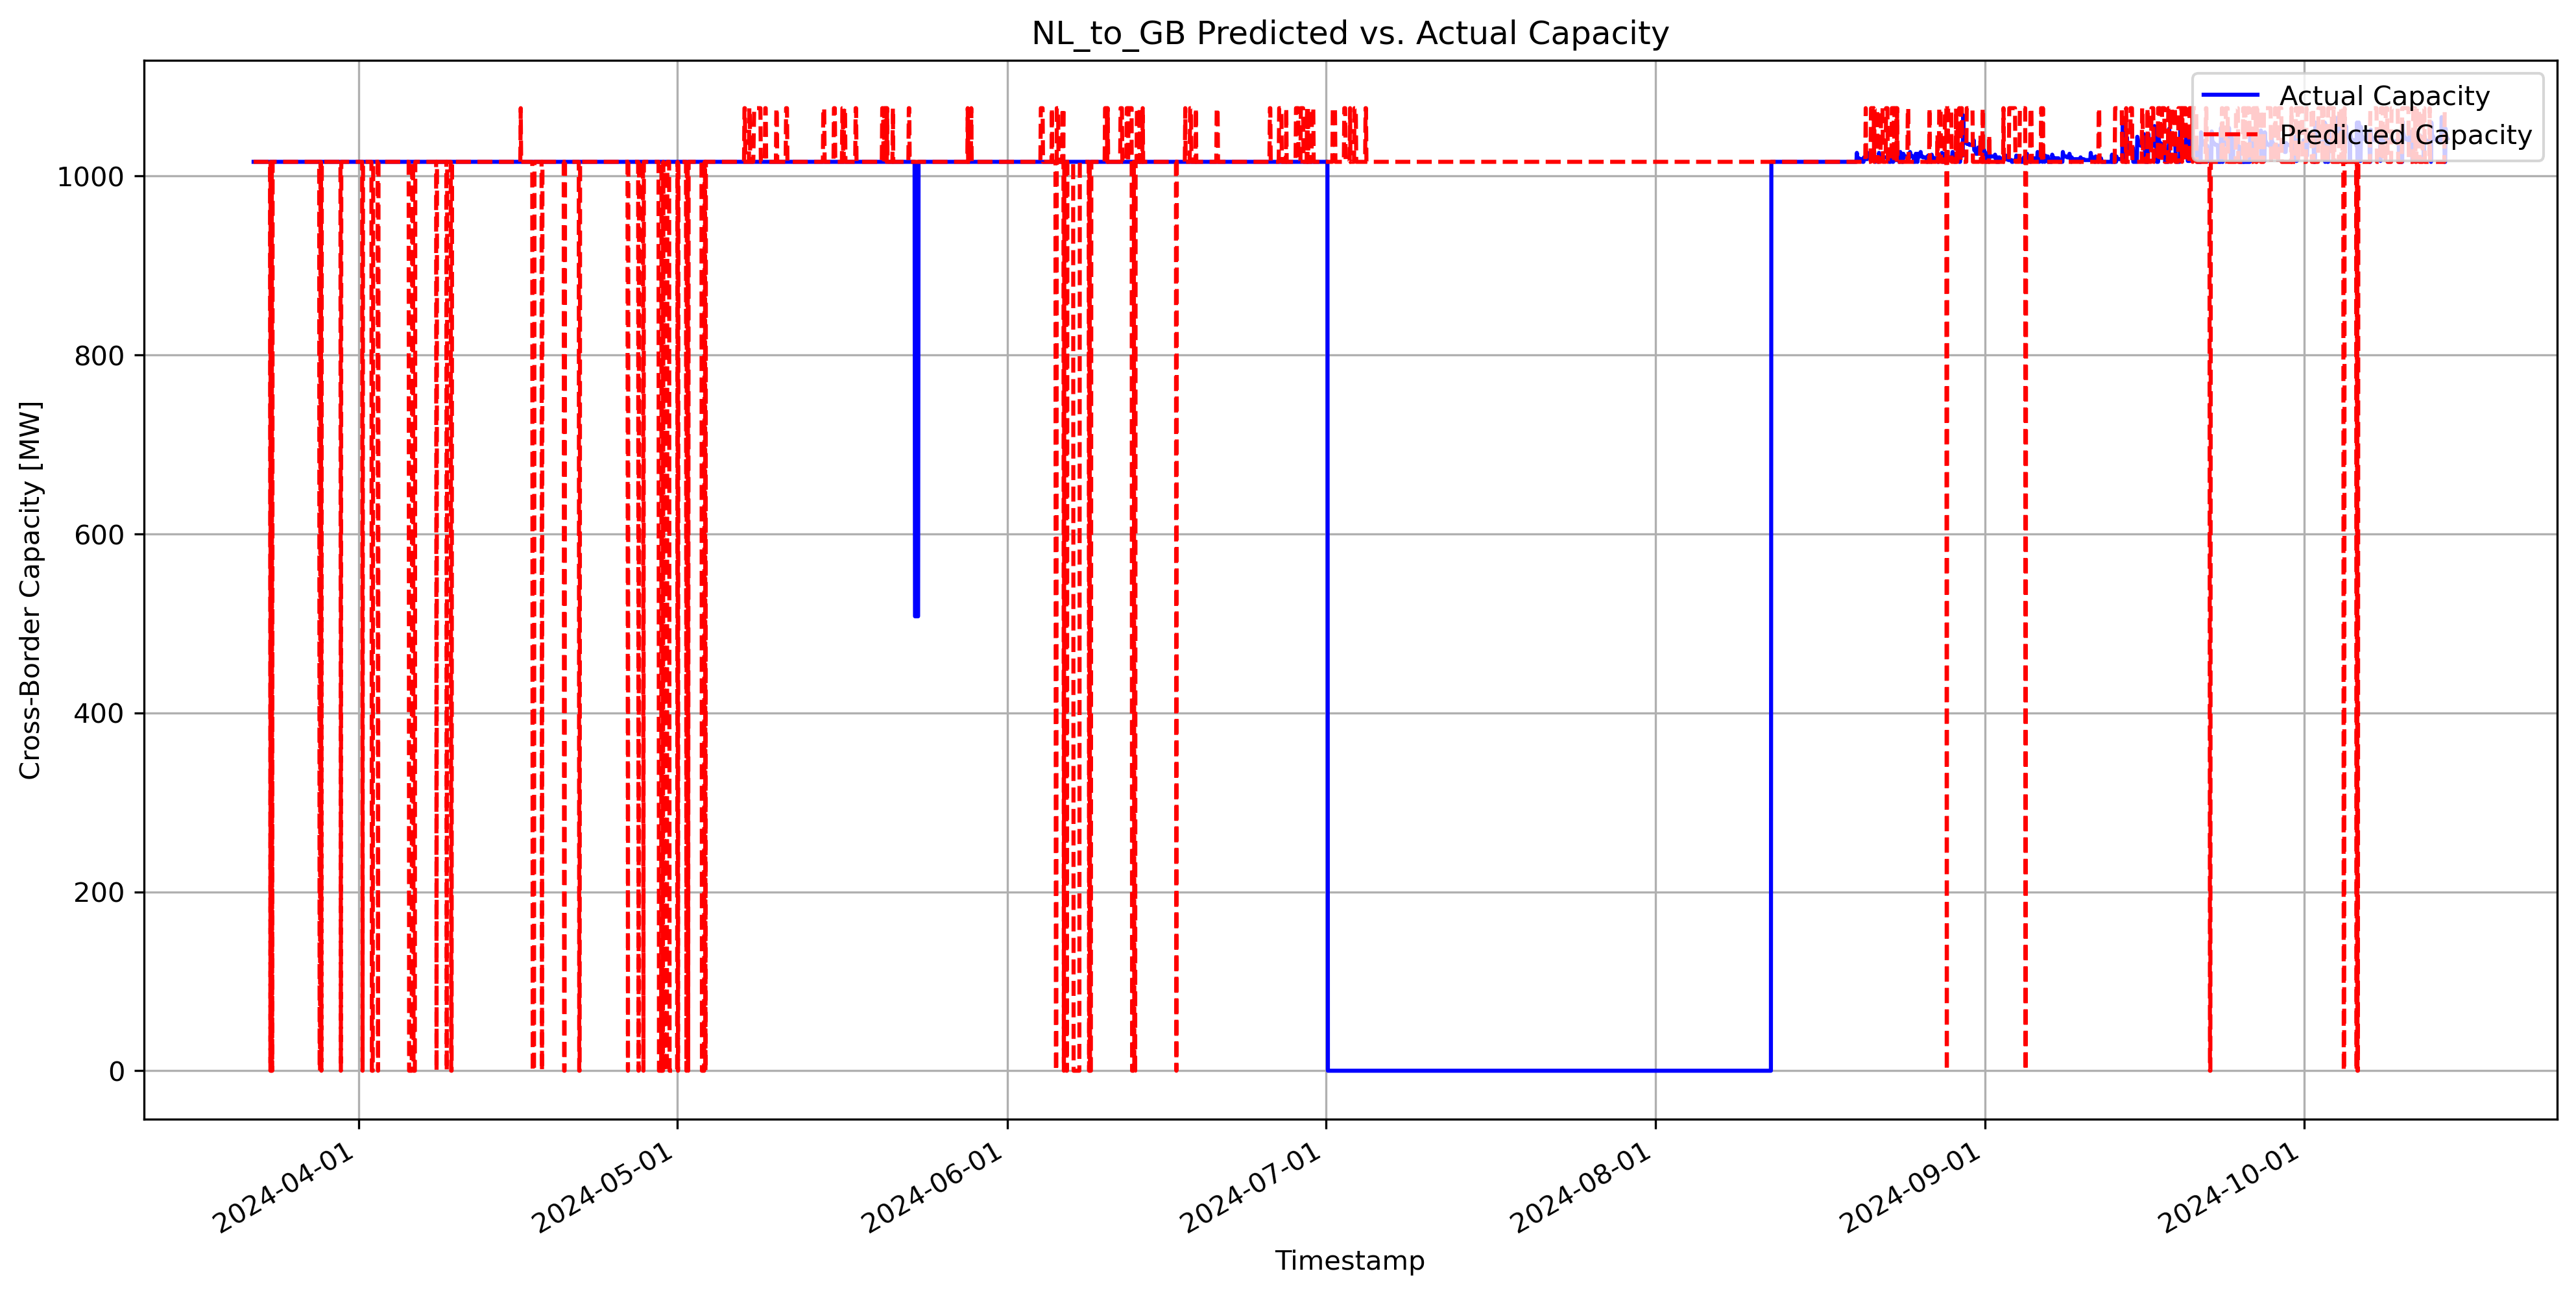 NL_to_GB Predicted vs. Actual Capacity
Actual Capacity
Predicted Capacity
Cross-Border Capacity [MW]
1000
800
600
400
200
0
2024-04-01
2024-05-01
2024-06-01
2024-07-01
2024-08-01
2024-09-01
2024-10-01
Timestamp